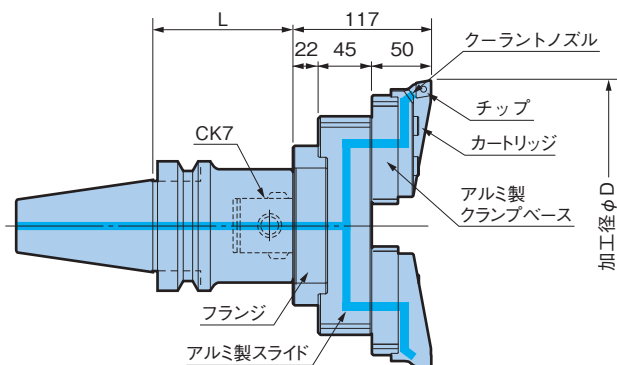 L
117
22
45
50
クーラントノズル
チップ
カートリッジ
CK7
アルミ製
クランプベース
加工径φD
フランジ
アルミ製スライド